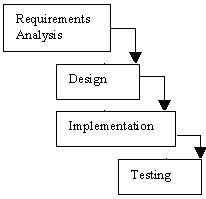 Requirements
Analysis
Design
Implementation
Testing